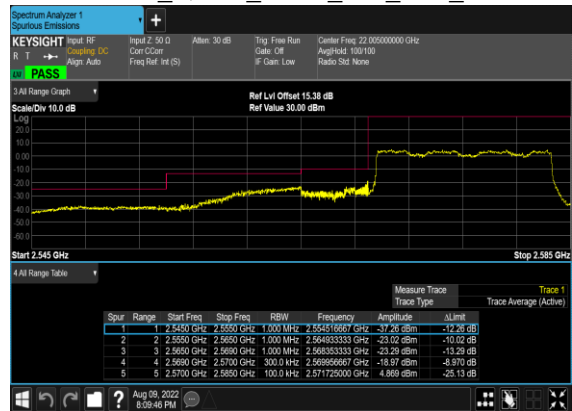 Spectrum Analyzer 1
Spurious Emissions
KEYSIGHT Input: RF Input Z: 50 Ω Atten: 30 dB Trig: Free Run Center Freq: 22.005000000 GHz
R T Coupling: DC Corr CCorr Gate: Off Avg|Hold: 100/100
Align: Auto Freq Ref: Int (S) IF Gain: Low Radio Std: None
PASS
3 All Range Graph Ref Lvl Offset 15.38 dB
Scale/Div 10.0 dB Ref Value 30.00 dBm
Log
20.0
10.0
0.00
-10.0
-20.0
-30.0
-40.0
-50.0
-60.0
Start 2.545 GHz Stop 2.585 GHz
4 All Range Table
Measure Trace Trace 1
Trace Type Trace Average (Active)
Spur Range Start Freq Stop Freq RBW Frequency Amplitude ΔLimit
1 1 2.5450 GHz 2.5550 GHz 1.000 MHz 2.554516667 GHz -37.26 dBm -12.26 dB
2 2 2.5550 GHz 2.5650 GHz 1.000 MHz 2.564933333 GHz -23.02 dBm -10.02 dB
3 3 2.5650 GHz 2.5690 GHz 1.000 MHz 2.568353333 GHz -23.29 dBm -13.29 dB
4 4 2.5690 GHz 2.5700 GHz 300.0 kHz 2.569956667 GHz -18.97 dBm -8.970 dB
5 5 2.5700 GHz 2.5850 GHz 100.0 kHz 2.571725000 GHz 4.869 dBm -25.13 dB
Aug 09, 2022
8:09:46 PM